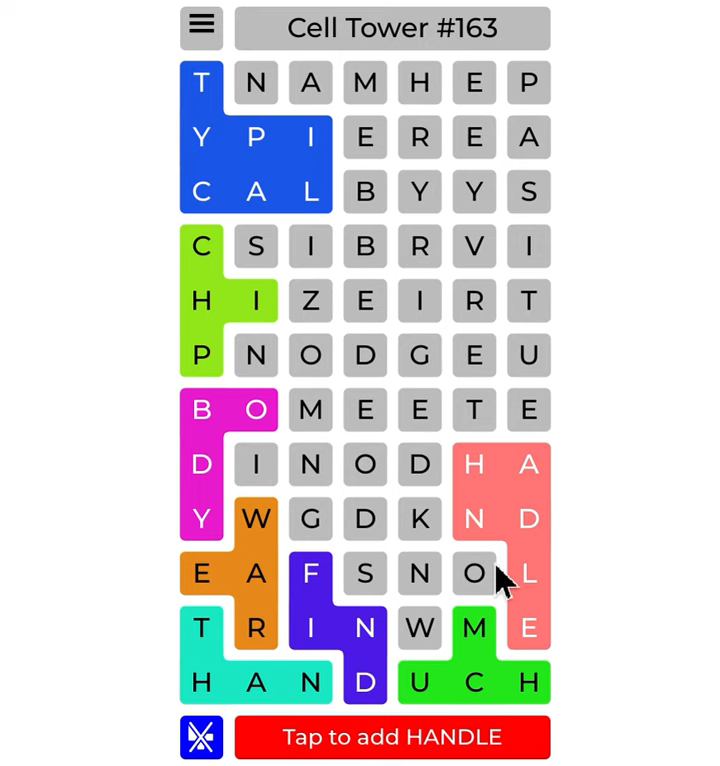 Cell Tower #163
T N A M H E P
Y P I E R E A
C A L B Y Y S
C S I B R V I
H I Z E I R T
P N O D G E U
B O M E E T E
D I N O D H A
Y W G D K N D
E A F S N O L
T R I N W M E
H A N D U C H
Tap to add HANDLE